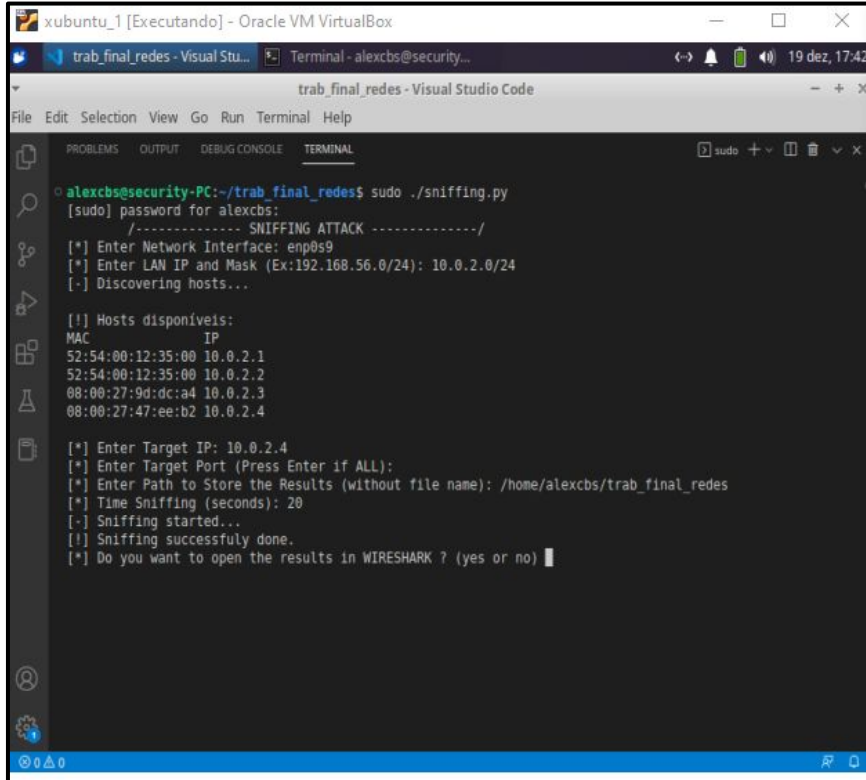 xubuntu_1 [Executando] - Oracle VM VirtualBox
trab_final_redes - Visual Stu... Terminal - alexcbs@security... 19 dez, 17:42
trab_final_redes - Visual Studio Code
File Edit Selection View Go Run Terminal Help
PROBLEMS OUTPUT DEBUG CONSOLE TERMINAL sudo
alexcbs@security-PC:~/trab_final_redes$ sudo ./sniffing.py
[sudo] password for alexcbs:
/-------------- SNIFFING ATTACK --------------/
[*] Enter Network Interface: enp0s9
[*] Enter LAN IP and Mask (Ex:192.168.56.0/24): 10.0.2.0/24
[-] Discovering hosts...
[!] Hosts disponíveis:
MAC IP
52:54:00:12:35:00 10.0.2.1
52:54:00:12:35:00 10.0.2.2
08:00:27:9d:dc:a4 10.0.2.3
08:00:27:47:ee:b2 10.0.2.4
[*] Enter Target IP: 10.0.2.4
[*] Enter Target Port (Press Enter if ALL):
[*] Enter Path to Store the Results (without file name): /home/alexcbs/trab_final_redes
[*] Time Sniffing (seconds): 20
[-] Sniffing started...
[!] Sniffing successfuly done.
[*] Do you want to open the results in WIRESHARK ? (yes or no)
1
0 0